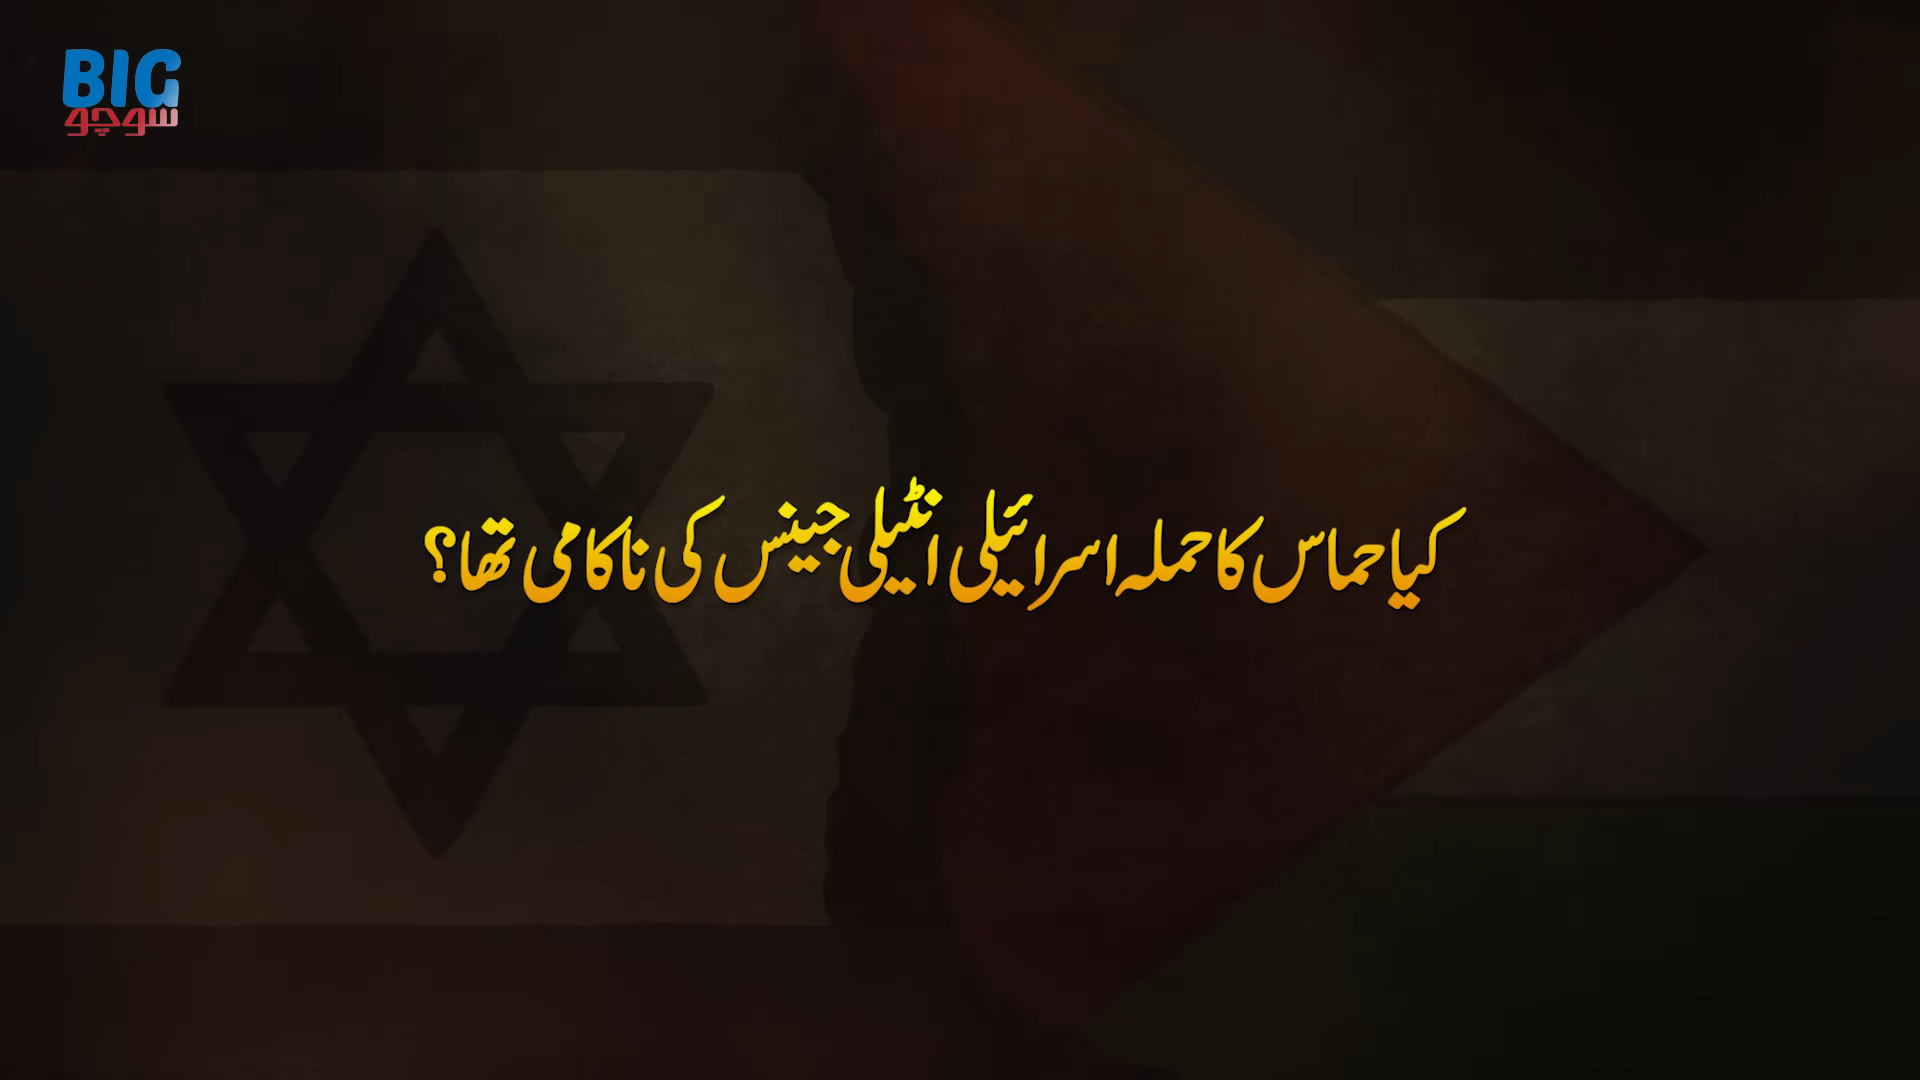 BIG
سوچو
کیا حماس کا حملہ اسرائیلی انٹیلی جینس کی ناکامی تھا؟